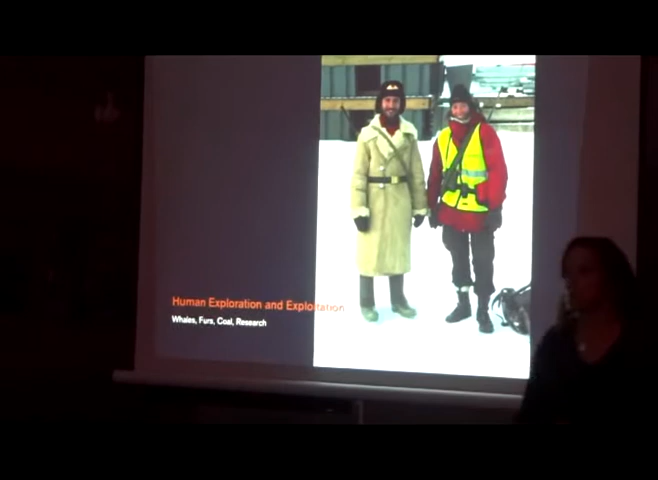 Human Exploration and Exploitation
Whales, Furs, Coal, Research